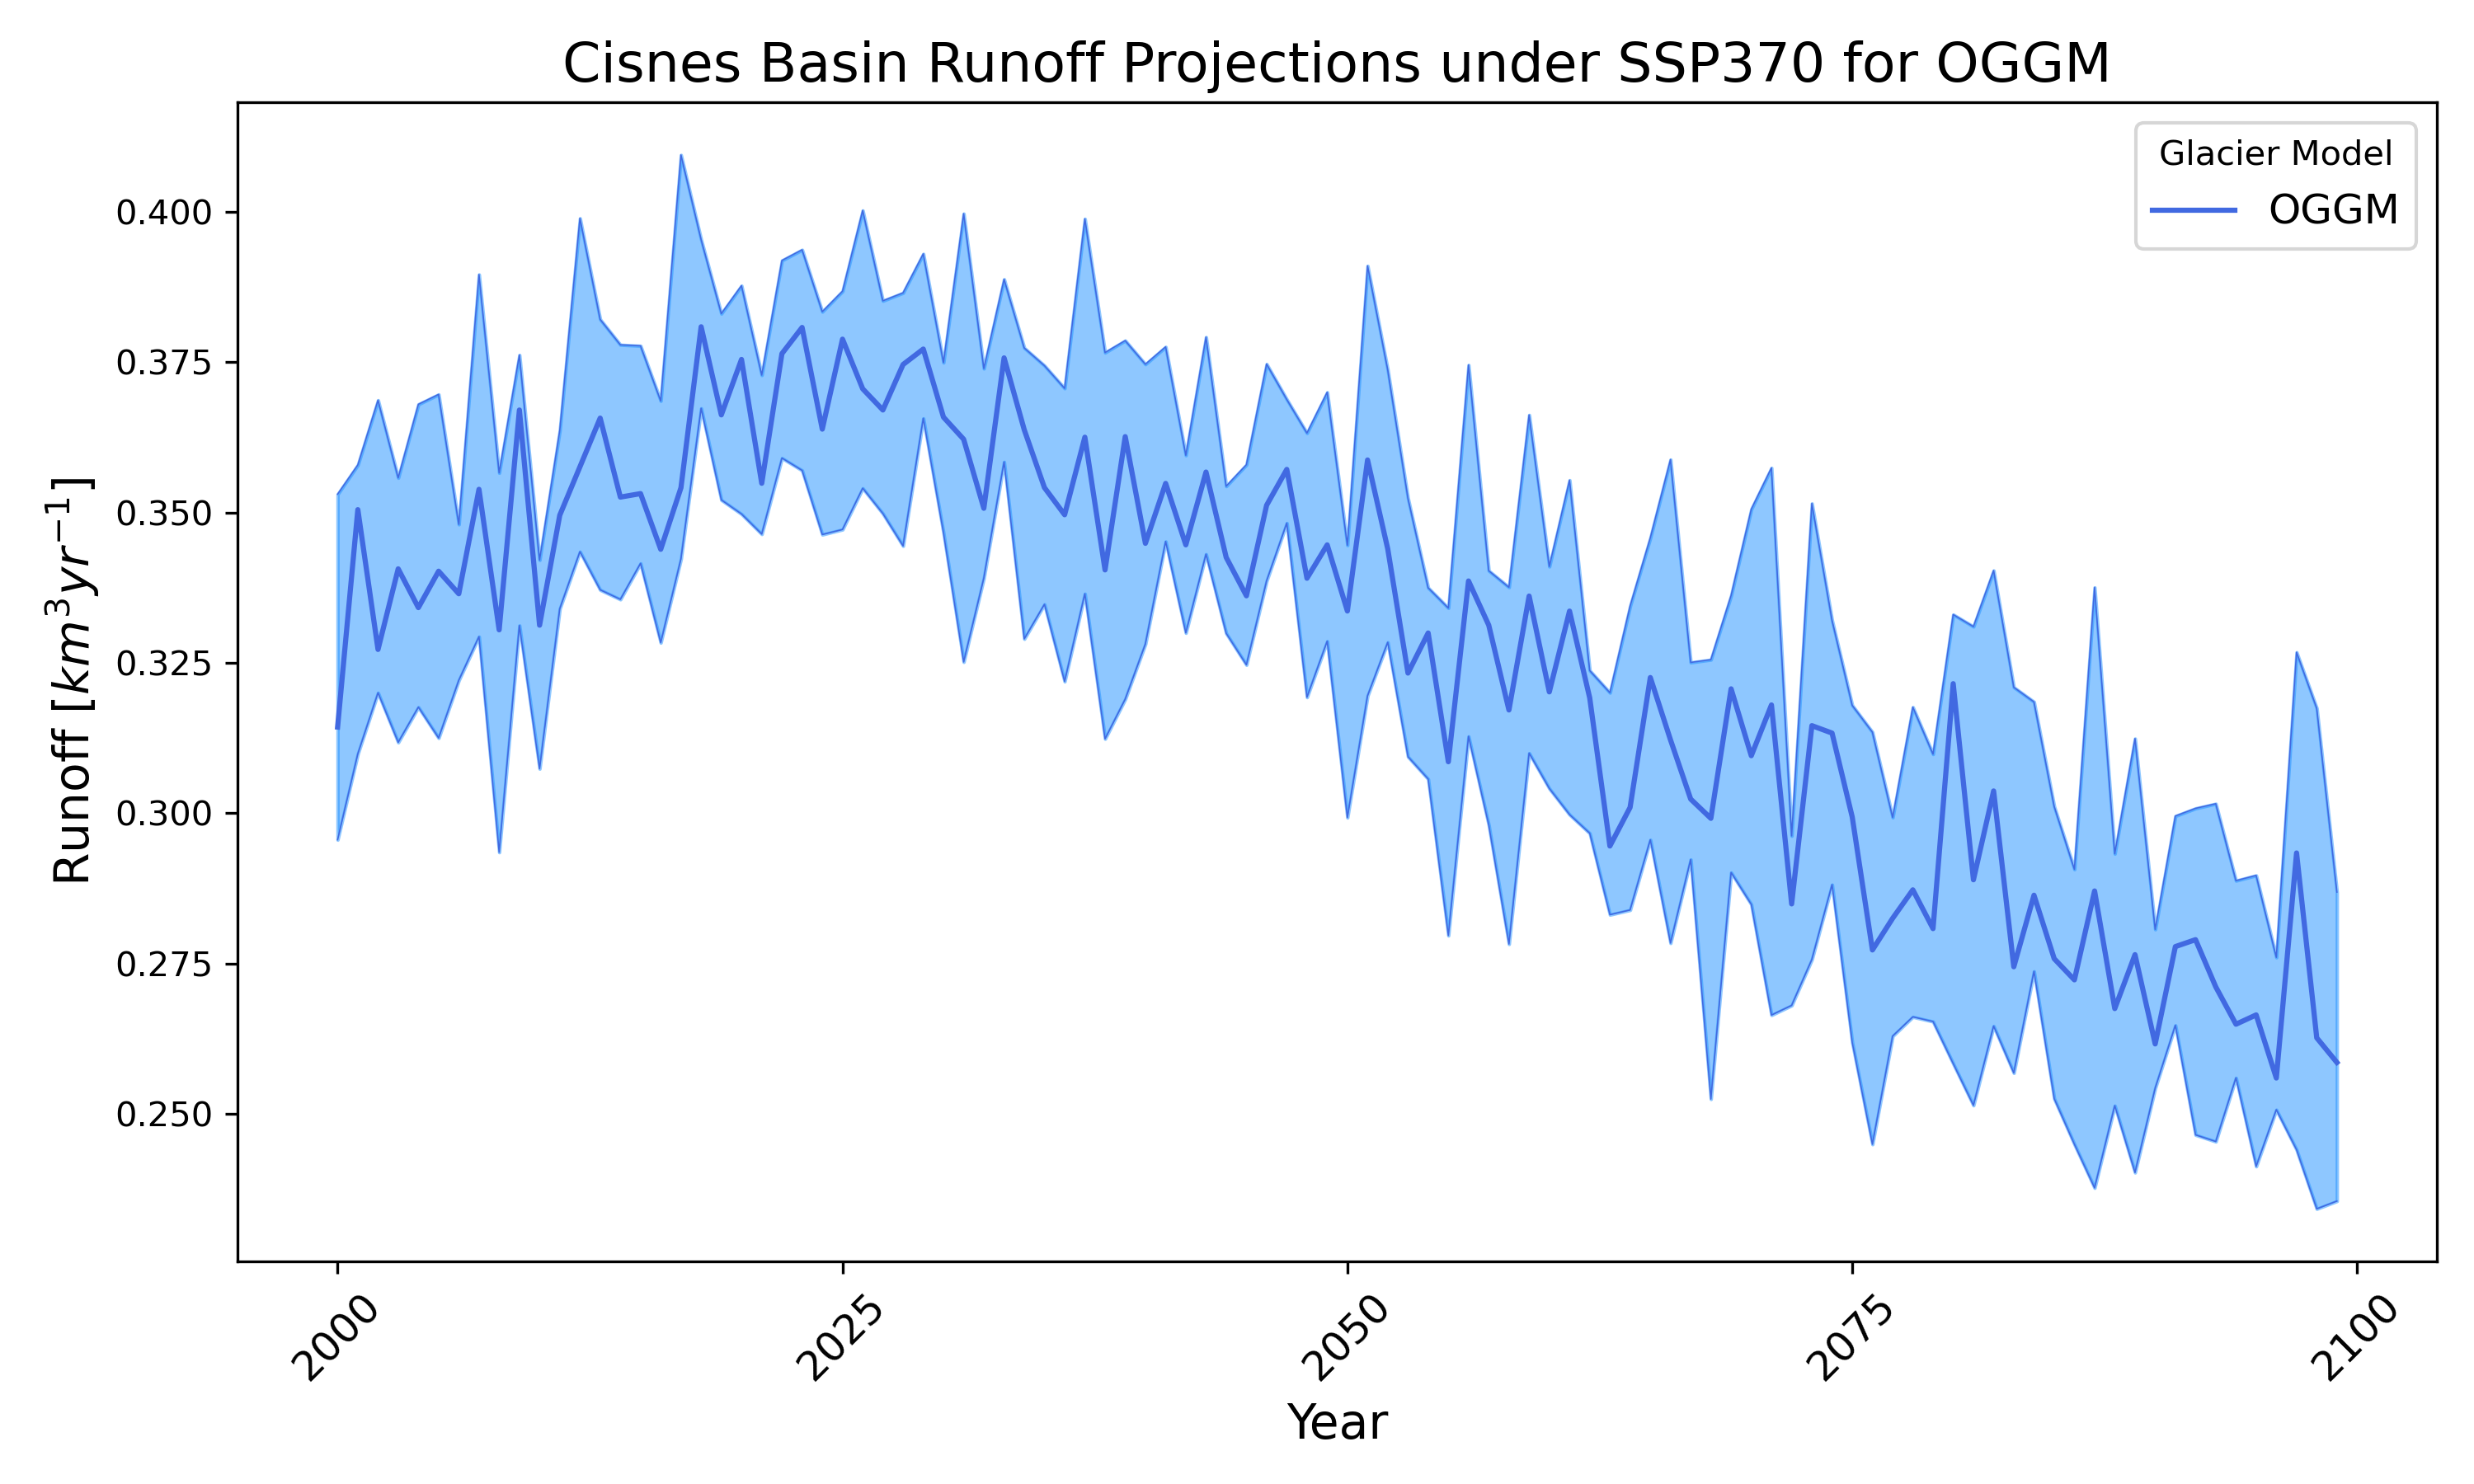 Cisnes Basin Runoff Projections under SSP370 for OGGM
Glacier Model
OGGM
Runoff [km³yr⁻¹]
0.400
0.375
0.350
0.325
0.300
0.275
0.250
2000
2025
2050
2075
2100
Year